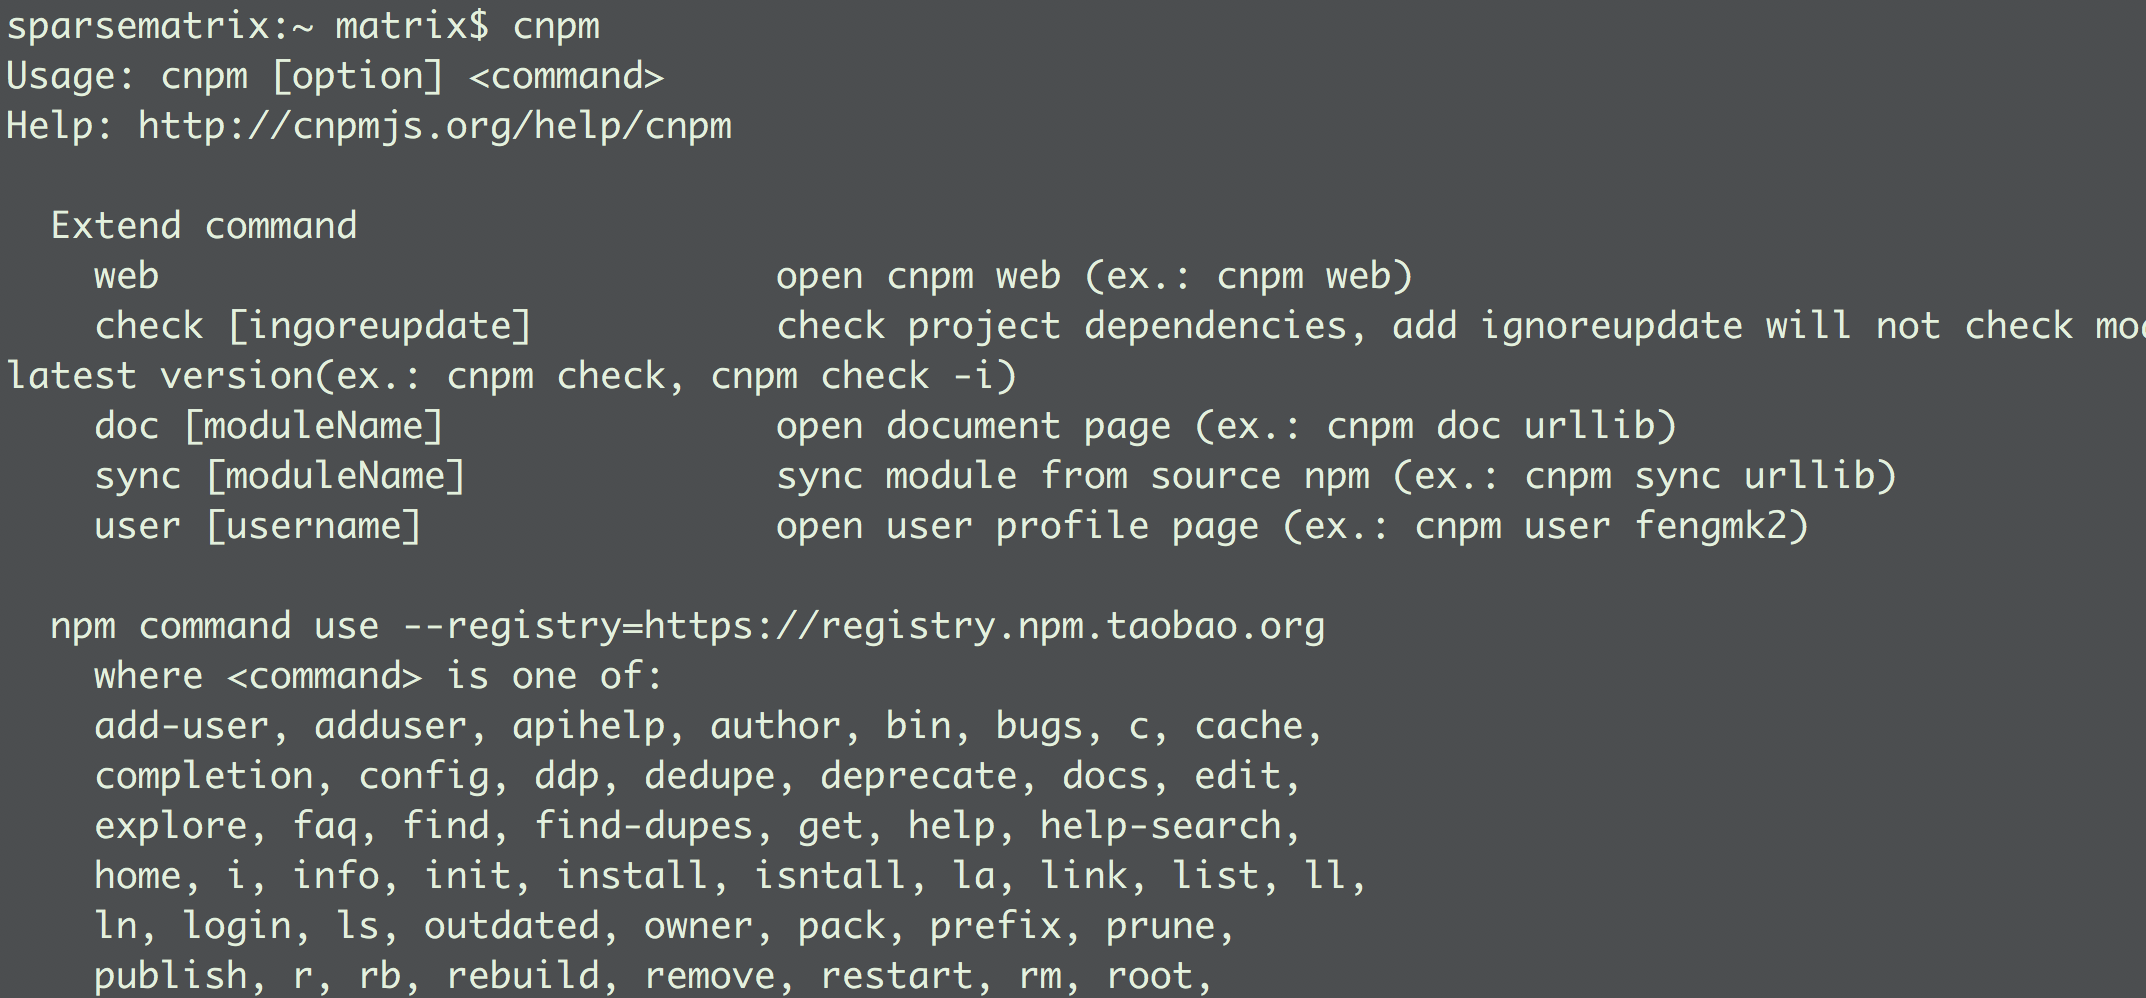 sparsematrix:~ matrix$ cnpm
Usage: cnpm [option] <command>
Help: http://cnpmjs.org/help/cnpm
Extend command
web open cnpm web (ex.: cnpm web)
check [ingoreupdate] check project dependencies, add ignoreupdate will not check
latest version(ex.: cnpm check, cnpm check -i)
doc [moduleName] open document page (ex.: cnpm doc urllib)
sync [moduleName] sync module from source npm (ex.: cnpm sync urllib)
user [username] open user profile page (ex.: cnpm user fengmk2)
npm command use --registry=https://registry.npm.taobao.org
where <command> is one of:
add-user, adduser, apihelp, author, bin, bugs, c, cache,
completion, config, ddp, dedupe, deprecate, docs, edit,
explore, faq, find, find-dupes, get, help, help-search,
home, i, info, init, install, isntall, la, link, list, ll,
ln, login, ls, outdated, owner, pack, prefix, prune,
publish, r, rb, rebuild, remove, restart, rm, root,